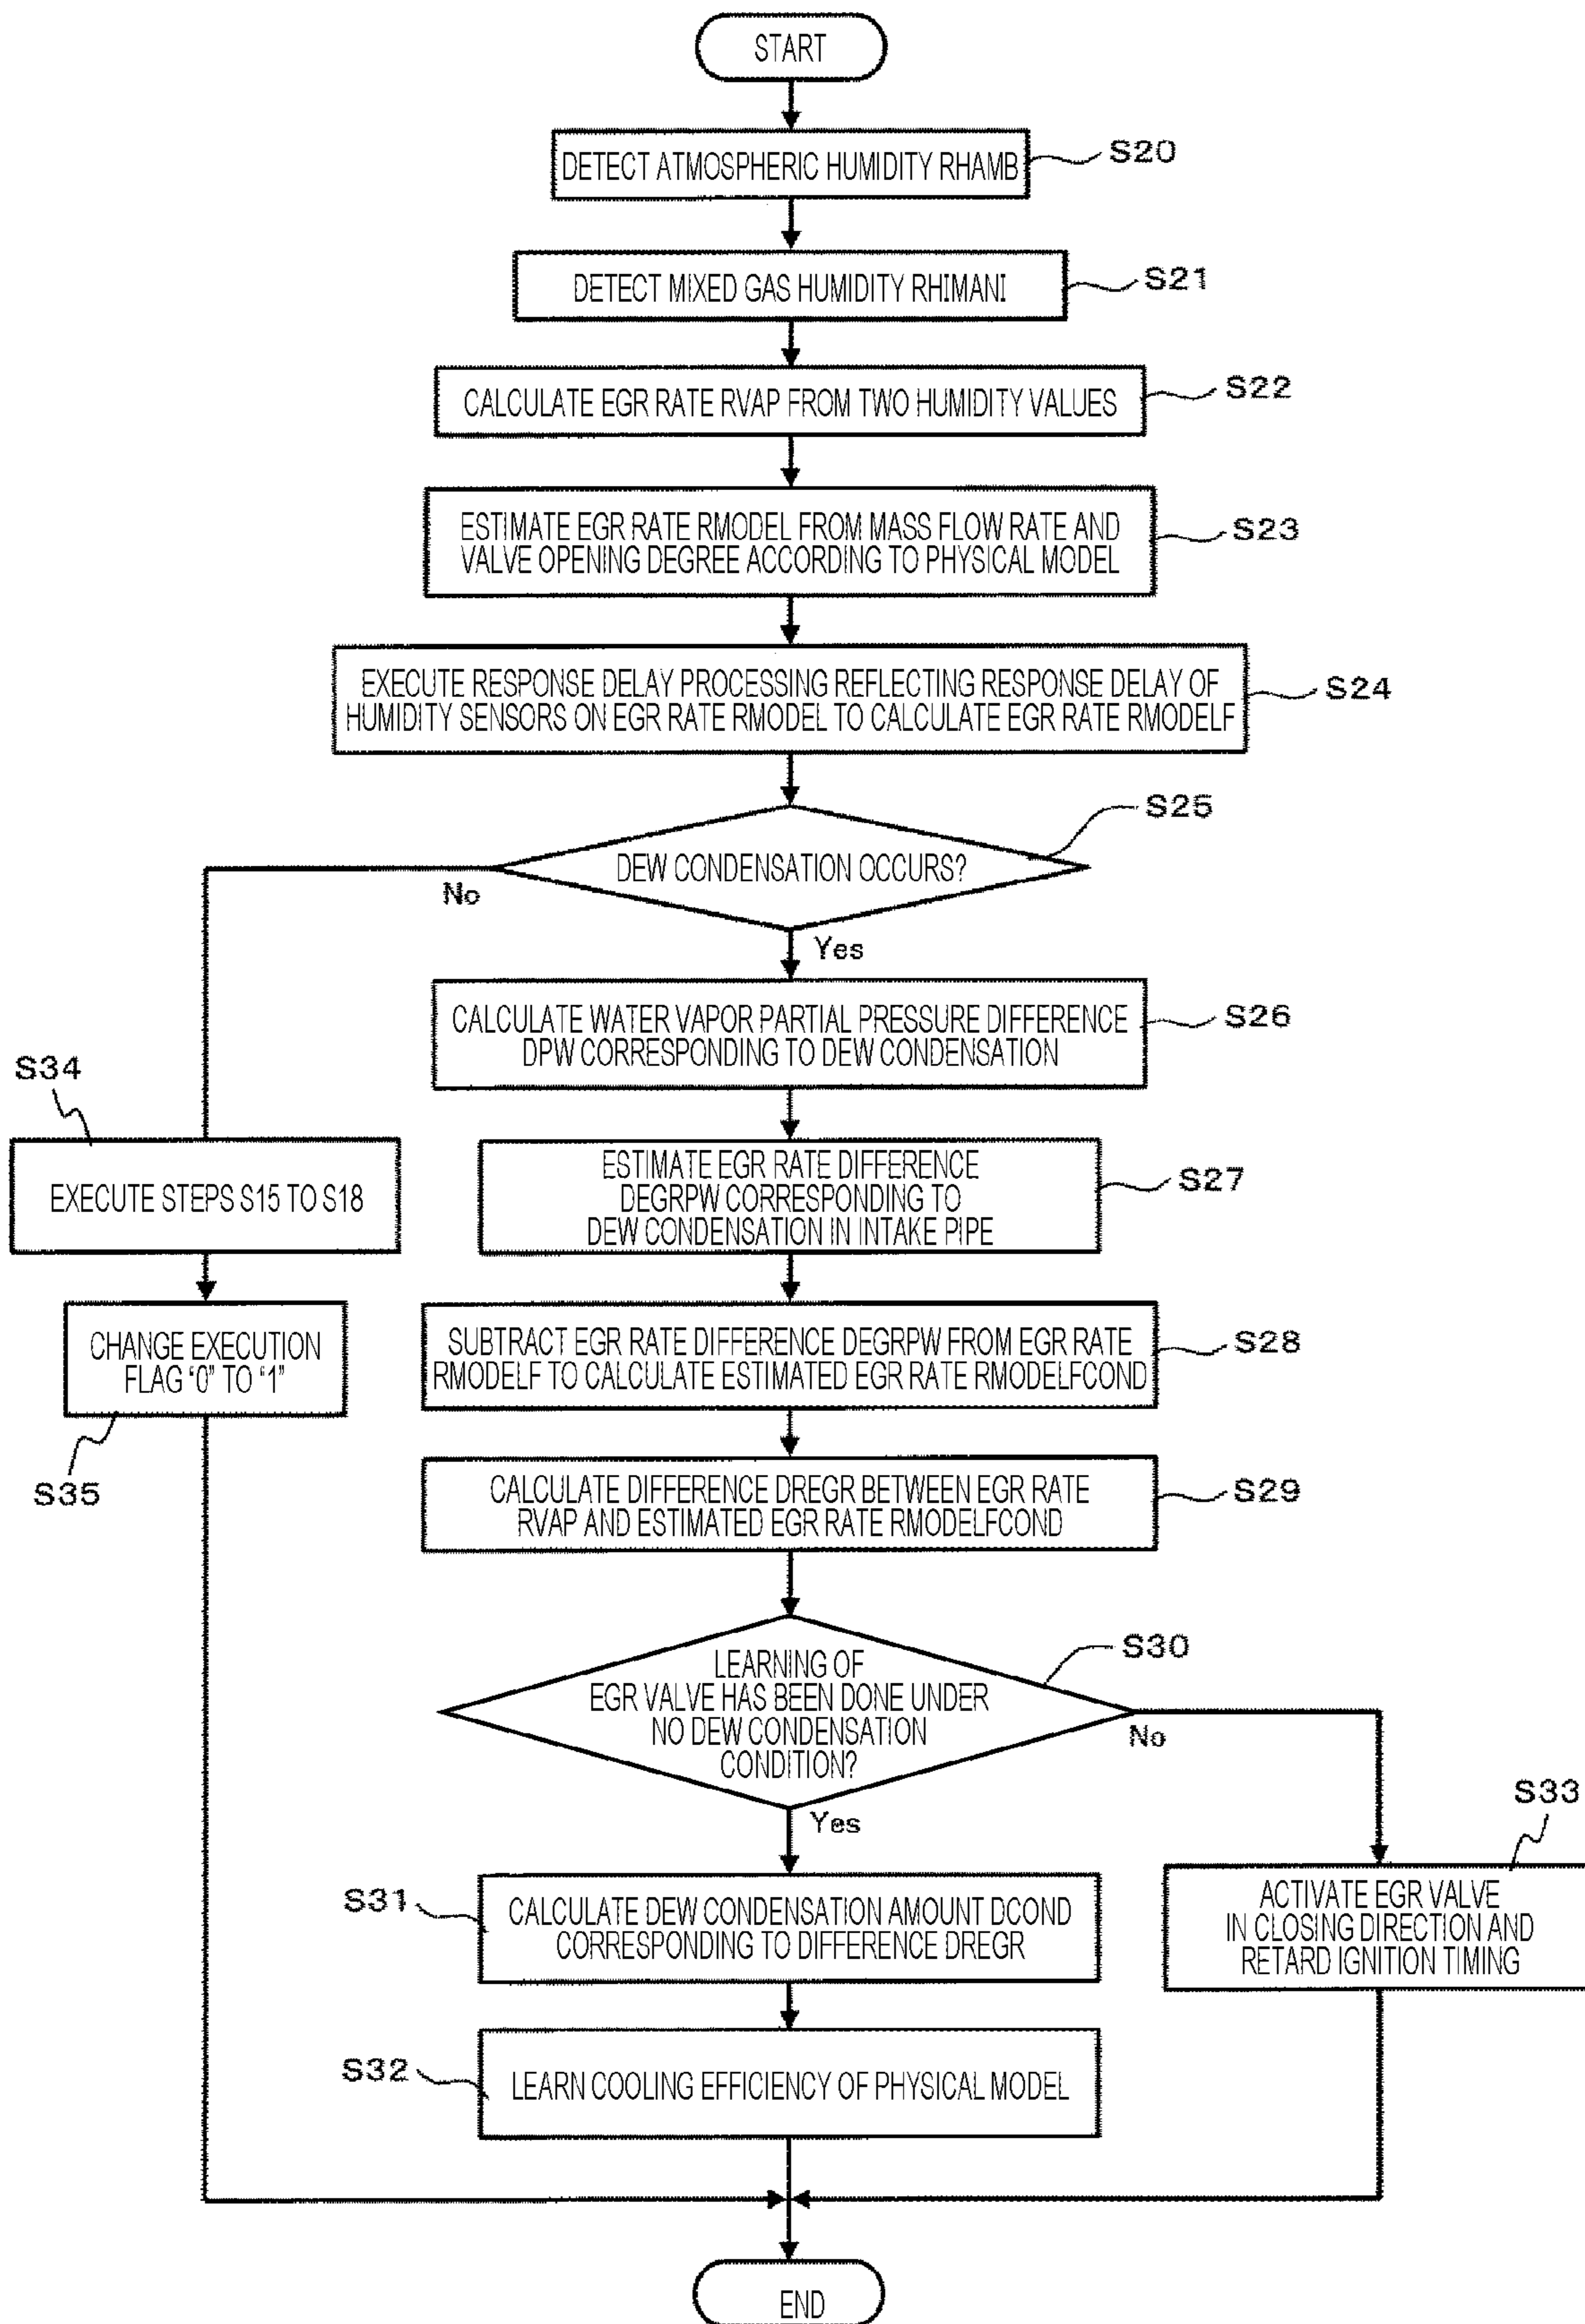 START
DETECT ATMOSPHERIC HUMIDITY RHAMB
S20
DETECT MIXED GAS HUMIDITY RHIMANI
S21
CALCULATE EGR RATE RVAP FROM TWO HUMIDITY VALUES
S22
ESTIMATE EGR RATE RMODEL FROM MASS FLOW RATE AND
VALVE OPENING DEGREE ACCORDING TO PHYSICAL MODEL
S23
EXECUTE RESPONSE DELAY PROCESSING REFLECTING RESPONSE DELAY OF
HUMIDITY SENSORS ON EGR RATE RMODEL TO CALCULATE EGR RATE RMODELF
S24
DEW CONDENSATION OCCURS?
S25
No
Yes
CALCULATE WATER VAPOR PARTIAL PRESSURE DIFFERENCE
DPW CORRESPONDING TO DEW CONDENSATION
S26
S34
EXECUTE STEPS S15 TO S18
ESTIMATE EGR RATE DIFFERENCE
DEGRPW CORRESPONDING TO
DEW CONDENSATION IN INTAKE PIPE
S27
CHANGE EXECUTION
FLAG "0" TO "1"
S35
SUBTRACT EGR RATE DIFFERENCE DEGRPW FROM EGR RATE
RMODELF TO CALCULATE ESTIMATED EGR RATE RMODELFCOND
S28
CALCULATE DIFFERENCE DREGR BETWEEN EGR RATE
RVAP AND ESTIMATED EGR RATE RMODELFCOND
S29
LEARNING OF
EGR VALVE HAS BEEN DONE UNDER
NO DEW CONDENSATION
CONDITION?
S30
No
Yes
S33
ACTIVATE EGR VALVE
IN CLOSING DIRECTION AND
RETARD IGNITION TIMING
S31
CALCULATE DEW CONDENSATION AMOUNT DCOND
CORRESPONDING TO DIFFERENCE DREGR
S32
LEARN COOLING EFFICIENCY OF PHYSICAL MODEL
END